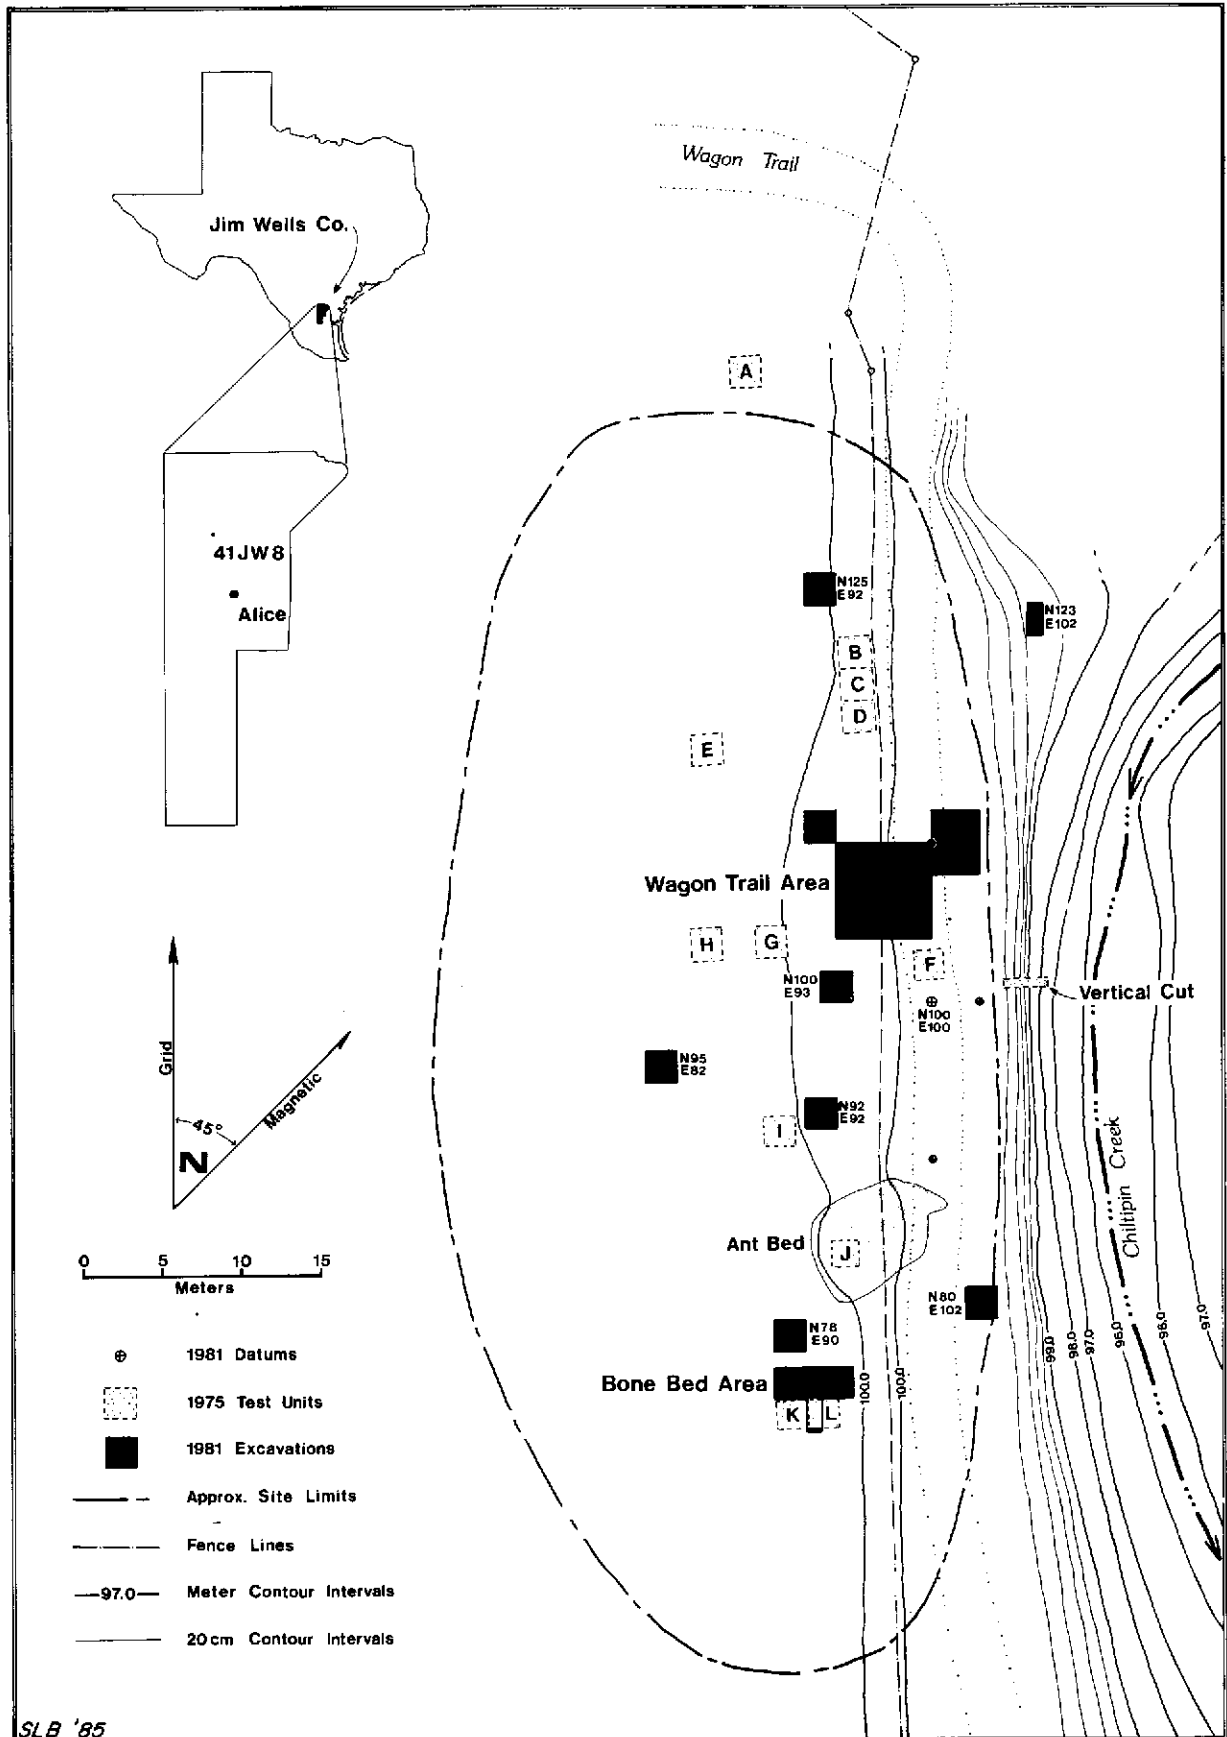 Wagon Trail
Jim Wells Co.
A
41JW8
Alice
N125
E92
N123
E102
B
C
D
E
Wagon Trail Area
H
G
F
N100
E93
Vertical Cut
N100
E100
N95
E82
Grid
Magnetic
45°
N
N92
E92
I
Chiltipin Creek
Ant Bed
J
0 5 10 15
Meters
N80
E102
N78
E90
99.0
98.0
97.0
96.0
96.0
97.0
Bone Bed Area
100.0
100.0
K
L
1981 Datums
1975 Test Units
1981 Excavations
Approx. Site Limits
Fence Lines
97.0 Meter Contour Intervals
20cm Contour Intervals
SLB '85